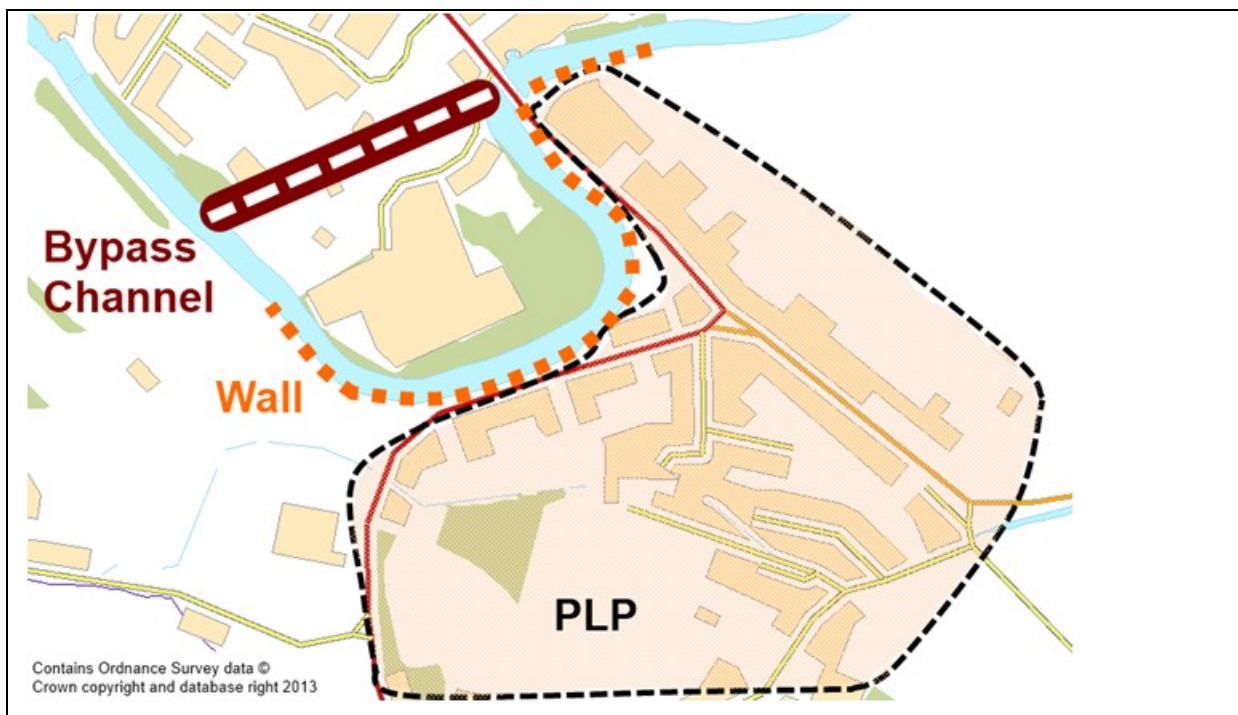 Bypass
Channel
Wall
PLP
Contains Ordnance Survey data ©
Crown copyright and database right 2013